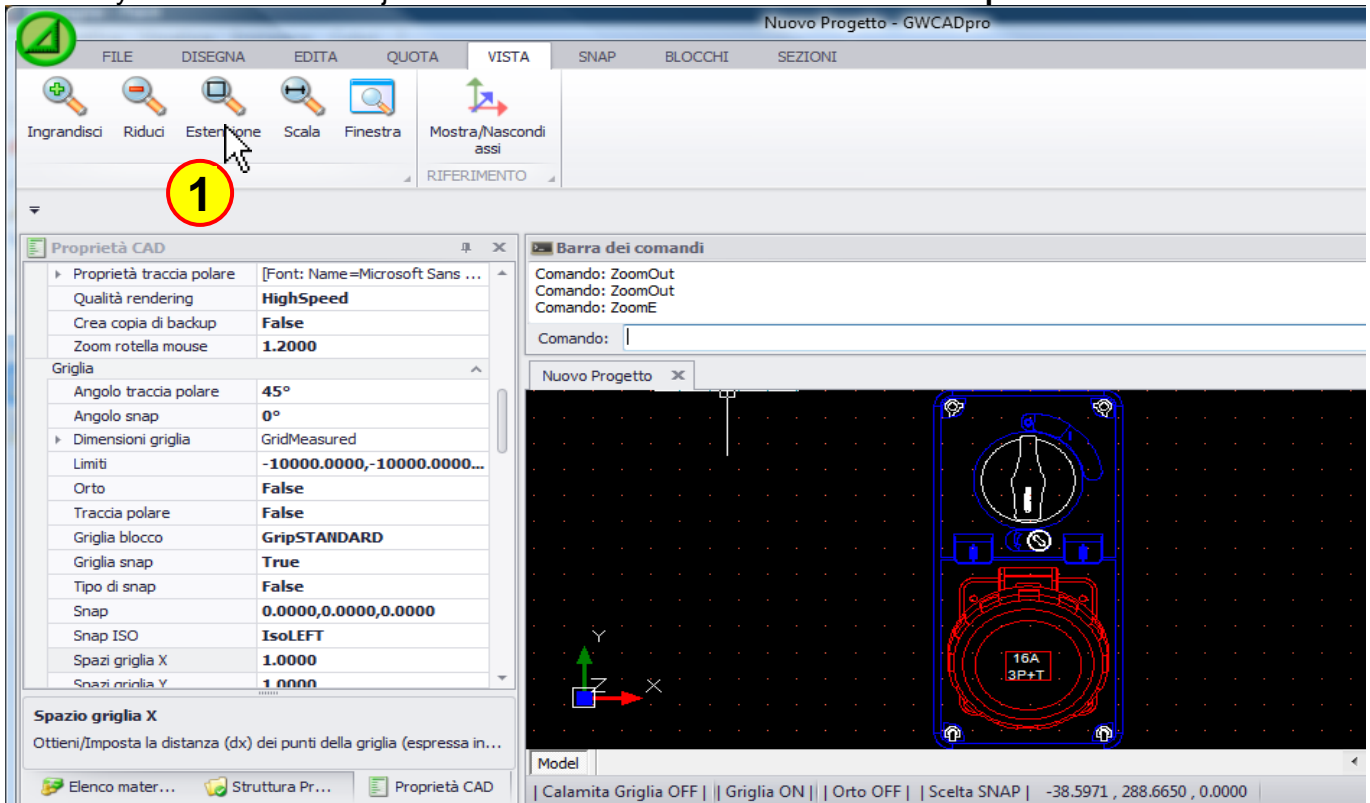 Nuovo Progetto - GWCADpro
FILE DISEGNA EDITA QUOTA VISTA SNAP BLOCCHI SEZIONI
Ingrandisci Riduci Estensione Scala Finestra Mostra/Nascondi
assi
RIFERIMENTO
1
Proprietà CAD
Proprietà traccia polare [Font: Name=Microsoft Sans ...
Qualità rendering HighSpeed
Crea copia di backup False
Zoom rotella mouse 1.2000
Griglia
Angolo traccia polare 45°
Angolo snap 0°
Dimensioni griglia GridMeasured
Limiti -10000.0000,-10000.0000...
Orto False
Traccia polare False
Griglia blocco GripSTANDARD
Griglia snap True
Tipo di snap False
Snap 0.0000,0.0000,0.0000
Snap ISO IsoLEFT
Spazi griglia X 1.0000
Spazi griglia Y 1.0000
Spazio griglia X
Ottieni/Imposta la distanza (dx) dei punti della griglia (espressa in...
Elenco mater... Struttura Pr... Proprietà CAD
Barra dei comandi
Comando: ZoomOut
Comando: ZoomOut
Comando: ZoomE
Comando:
Nuovo Progetto
16A
3P+T
Y
Z X
Model
| Calamita Griglia OFF | | Griglia ON | | Orto OFF | | Scelta SNAP | -38.5971 , 288.6650 , 0.0000